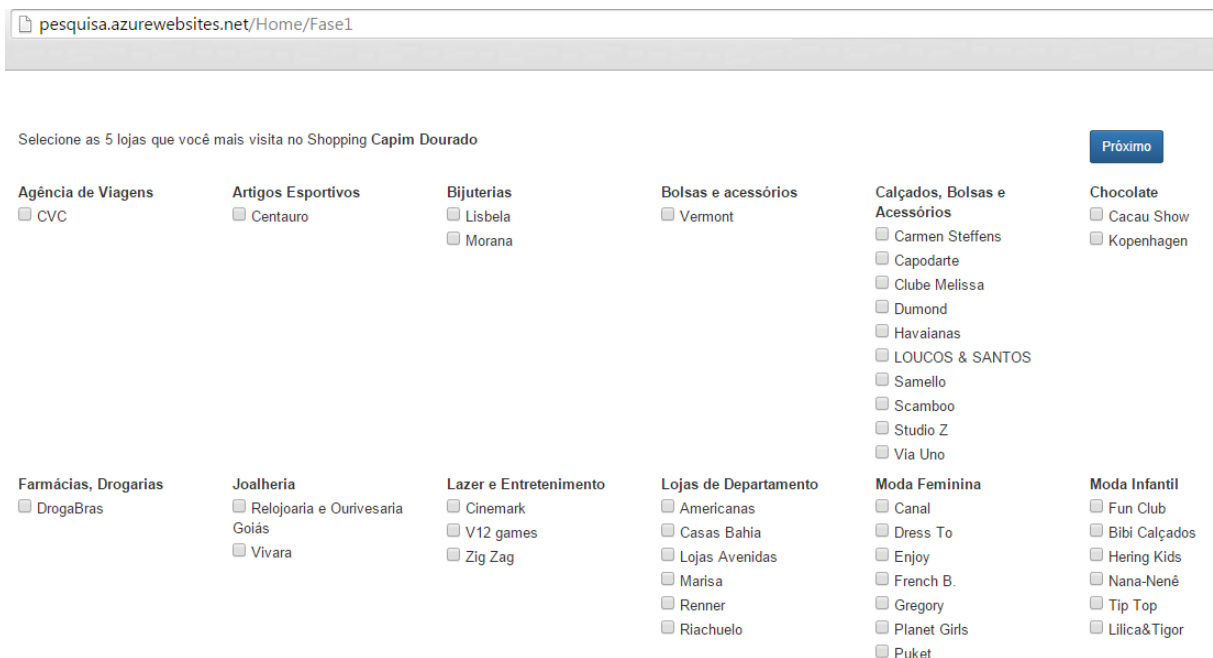 pesquisa.azurewebsites.net/Home/Fase1
Selecione as 5 lojas que você mais visita no Shopping Capim Dourado
Próximo
Agência de Viagens
CVC
Artigos Esportivos
Centauro
Bijuterias
Lisbela
Morana
Bolsas e acessórios
Vermont
Calçados, Bolsas e
Acessórios
Carmen Steffens
Capodarte
Clube Melissa
Dumond
Havaianas
LOUCOS & SANTOS
Samello
Scamboo
Studio Z
Via Uno
Chocolate
Cacau Show
Kopenhagen
Farmácias, Drogarias
DrogaBras
Joalheria
Relojoaria e Ourivesaria
Goiás
Vivara
Lazer e Entretenimento
Cinemark
V12 games
Zig Zag
Lojas de Departamento
Americanas
Casas Bahia
Lojas Avenidas
Marisa
Renner
Riachuelo
Moda Feminina
Canal
Dress To
Enjoy
French B.
Gregory
Planet Girls
Puket
Moda Infantil
Fun Club
Bibi Calçados
Hering Kids
Nana-Nenê
Tip Top
Lilica&Tigor